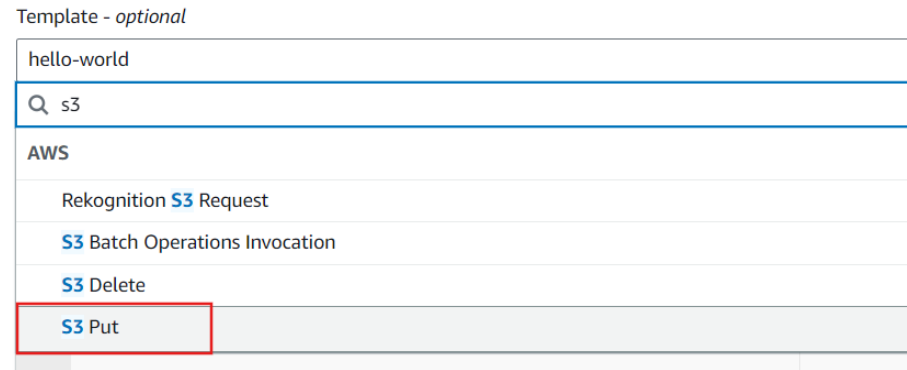 Template - optional
hello-world
s3
AWS
Rekognition S3 Request
S3 Batch Operations Invocation
S3 Delete
S3 Put